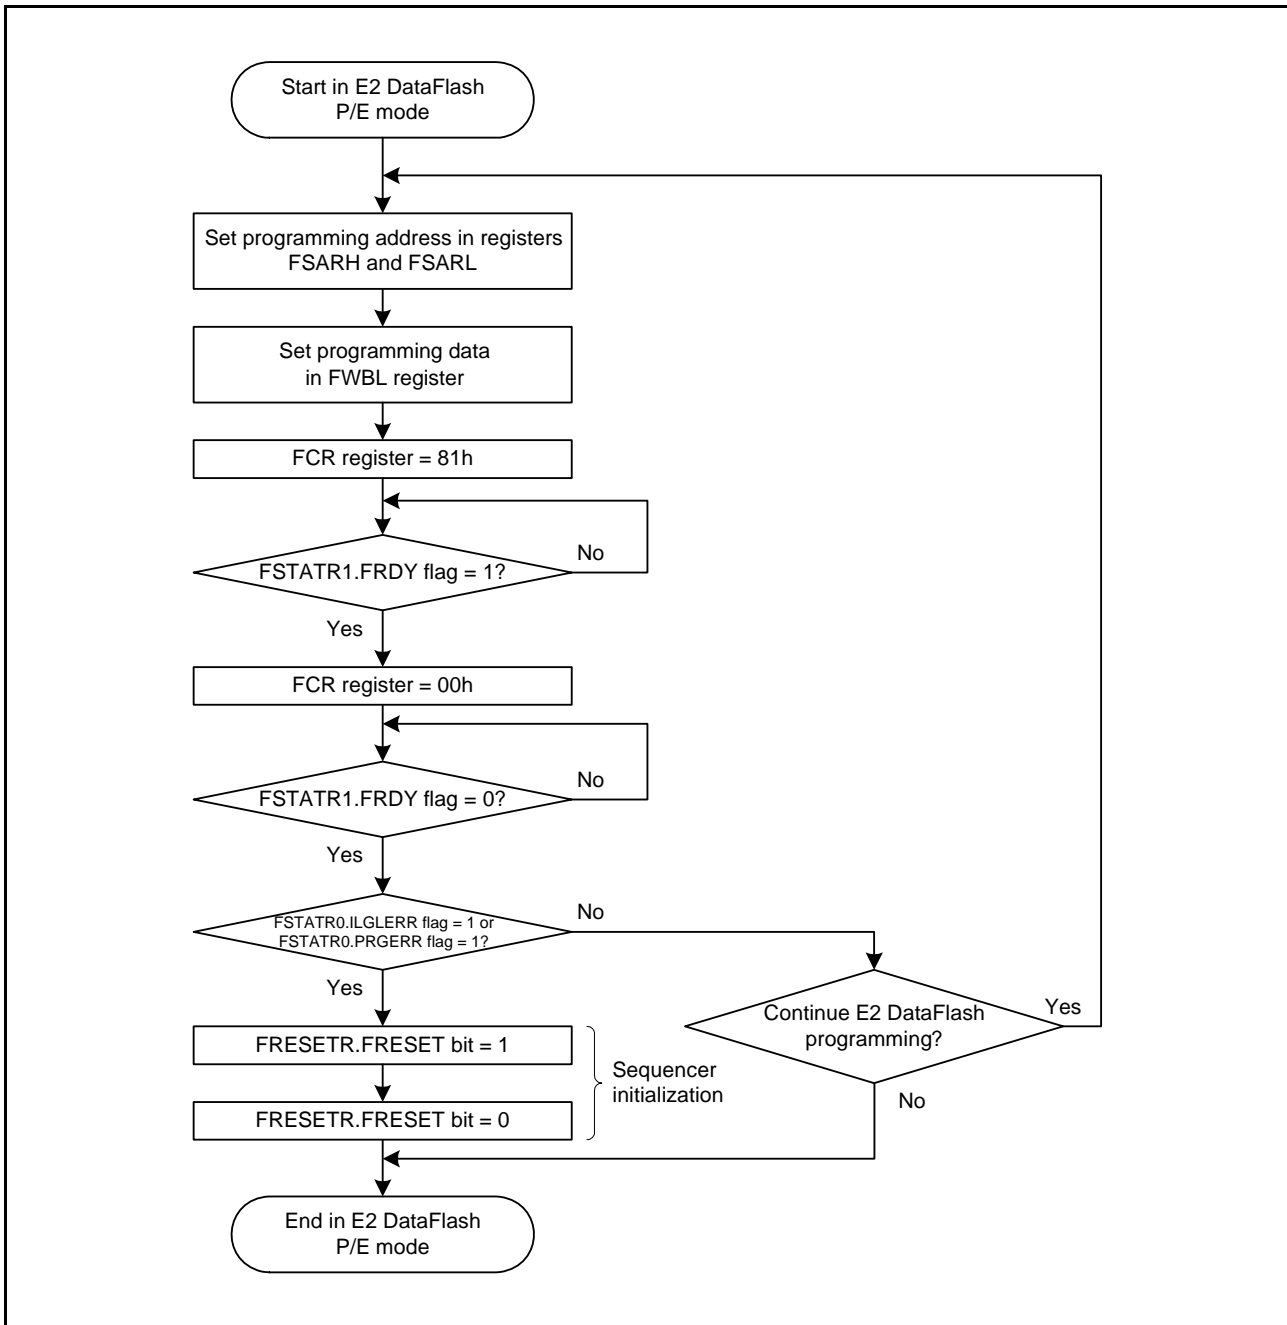 Start in E2 DataFlash
P/E mode
Set programming address in registers
FSARH and FSARL
Set programming data
in FWBL register
FCR register = 81h
FSTATR1.FRDY flag = 1?
No
Yes
FCR register = 00h
FSTATR1.FRDY flag = 0?
No
Yes
FSTATR0.ILGLERR flag = 1 or
FSTATR0.PRGERR flag = 1?
No
Yes
Continue E2 DataFlash
programming?
Yes
No
FRESETR.FRESET bit = 1
FRESETR.FRESET bit = 0
Sequencer
initialization
End in E2 DataFlash
P/E mode